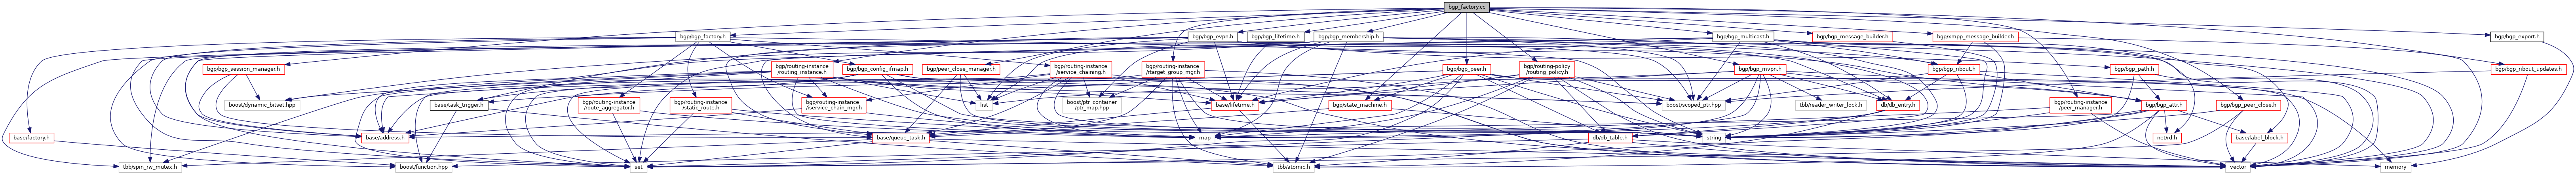 bgp_factory.cc
bgp/bgp_factory.h
bgp/bgp_evpn.h
bgp/bgp_lifetime.h
bgp/bgp_membership.h
bgp/bgp_multicast.h
bgp/bgp_message_builder.h
bgp/xmpp_message_builder.h
bgp/bgp_export.h
bgp/bgp_session_manager.h
bgp/routing-instance
/routing_instance.h
bgp/bgp_config_ifmap.h
bgp/peer_close_manager.h
bgp/routing-instance
/service_chaining.h
bgp/routing-instance
/rtarget_group_mgr.h
bgp/bgp_peer.h
bgp/routing-policy
/routing_policy.h
bgp/bgp_mvpn.h
bgp/bgp_ribout.h
bgp/bgp_path.h
bgp/bgp_ribout_updates.h
boost/dynamic_bitset.hpp
base/task_trigger.h
bgp/routing-instance
/route_aggregator.h
bgp/routing-instance
/static_route.h
bgp/routing-instance
/service_chain_mgr.h
list
boost/ptr_container
/ptr_map.hpp
base/lifetime.h
bgp/state_machine.h
boost/scoped_ptr.hpp
tbb/reader_writer_lock.h
db/db_entry.h
bgp/routing-instance
/peer_manager.h
bgp/bgp_attr.h
bgp/bgp_peer_close.h
base/factory.h
base/address.h
base/queue_task.h
map
db/db_table.h
string
net/rd.h
base/label_block.h
tbb/spin_rw_mutex.h
boost/function.hpp
set
tbb/atomic.h
vector
memory